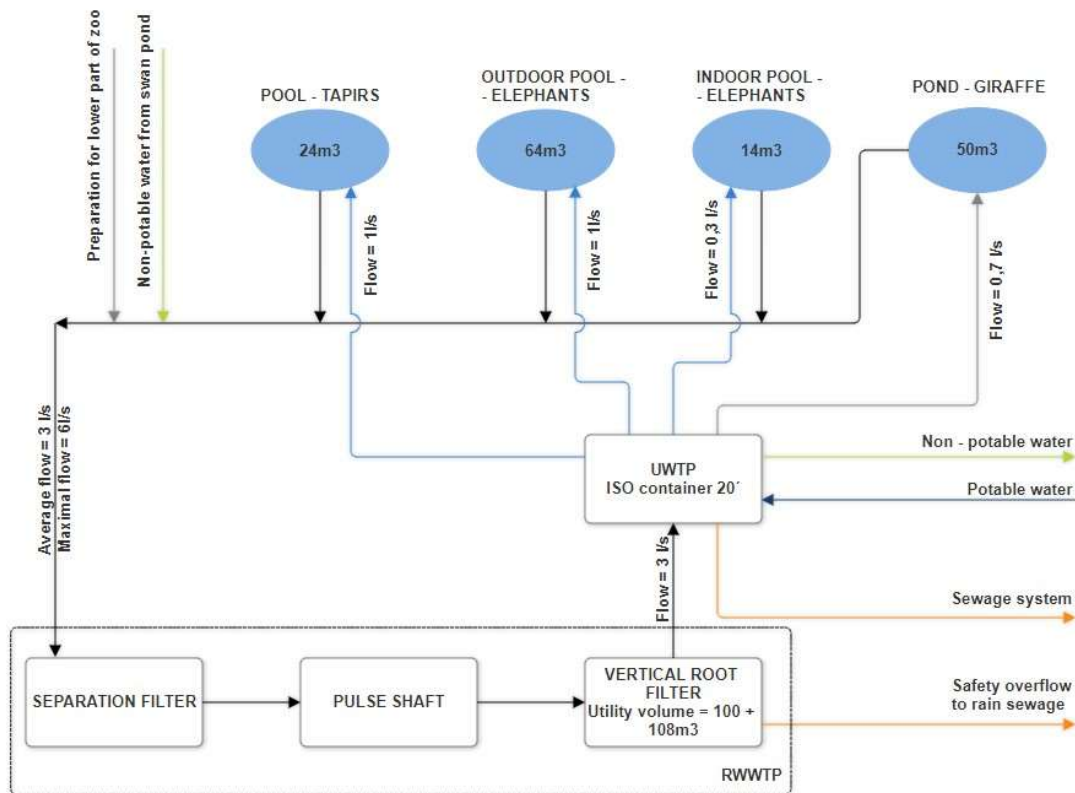 Preparation for lower part of zoo
Non-potable water from swan pond
POOL - TAPIRS
24m3
OUTDOOR POOL -
- ELEPHANTS
64m3
INDOOR POOL -
- ELEPHANTS
14m3
POND - GIRAFFE
50m3
Flow = 1l/s
Flow = 1l/s
Flow = 0,3 l/s
Flow = 0,7 l/s
Average flow = 3 l/s
Maximal flow = 6l/s
UWTP
ISO container 20´
Non - potable water
Potable water
Flow = 3 l/s
Sewage system
SEPARATION FILTER
PULSE SHAFT
VERTICAL ROOT
FILTER
Utility volume = 100 +
108m3
Safety overflow
to rain sewage
RWWTP